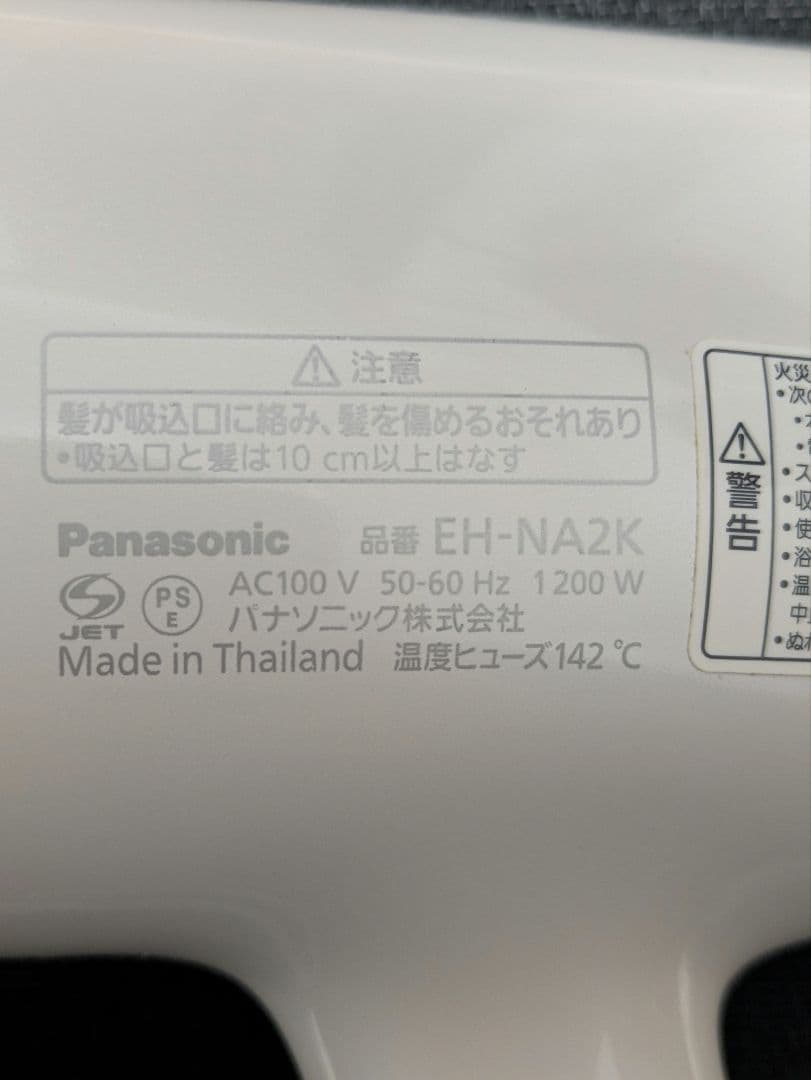 ⚠ 注意
髪が吸込口に絡み、髪を傷めるおそれあり
•吸込口と髪は10 cm以上はなす
Panasonic 品番 EH-NA2K
JET PS E AC100 V 50-60 Hz 1200 W
パナソニック株式会社
Made in Thailand 温度ヒューズ142 ℃
⚠ 警告
火災
•次の
•ス
•収
•使
•浴
•温
中
•ぬれ